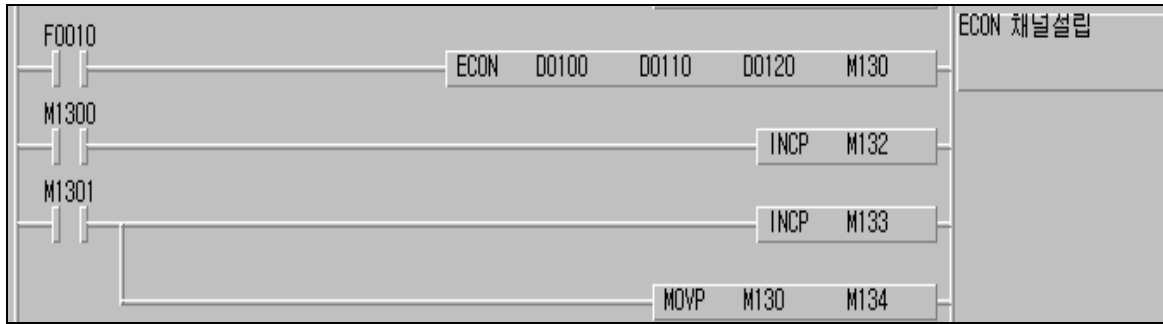 F0010
ECON D0100 D0110 D0120 M130
ECON 채널설립
M1300
INCP M132
M1301
INCP M133
MOVP M130 M134